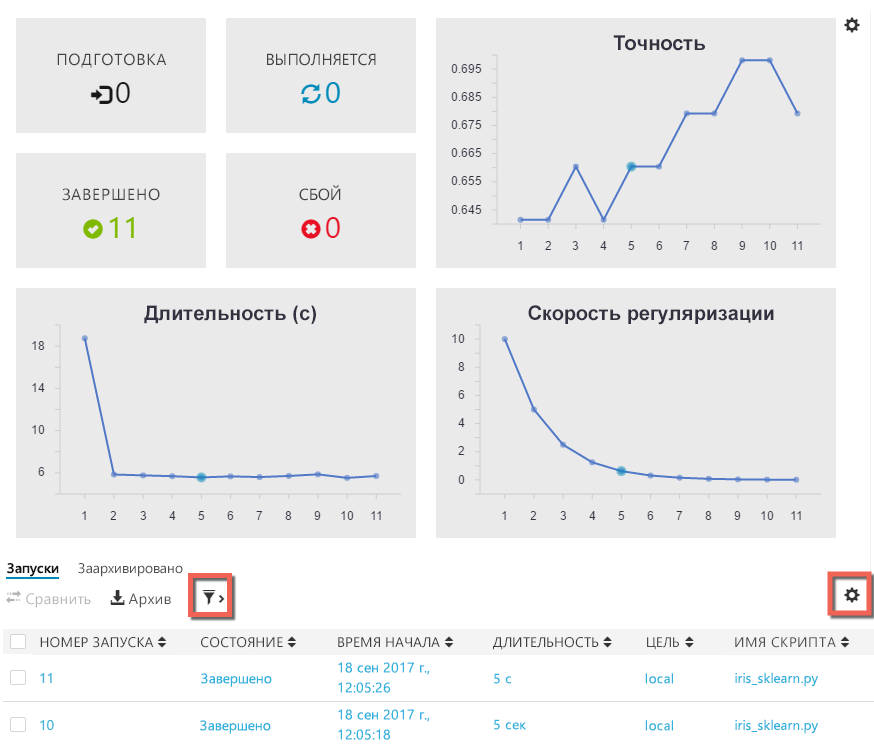 ПОДГОТОВКА
0
ВЫПОЛНЯЕТСЯ
0
ЗАВЕРШЕНО
11
СБОЙ
0
Точность
0.695
0.685
0.675
0.665
0.655
0.645
1 2 3 4 5 6 7 8 9 10 11
Длительность (с)
18
14
10
6
1 2 3 4 5 6 7 8 9 10 11
Скорость регуляризации
10
8
6
4
2
0
1 2 3 4 5 6 7 8 9 10 11
Запуски Заархивировано
Сравнить Архив
НОМЕР ЗАПУСКА СОСТОЯНИЕ ВРЕМЯ НАЧАЛА ДЛИТЕЛЬНОСТЬ ЦЕЛЬ ИМЯ СКРИПТА
11 Завершено 18 сен 2017 г., 5 с local iris_sklearn.py
12:05:26
10 Завершено 18 сен 2017 г., 5 сек local iris_sklearn.py
12:05:18